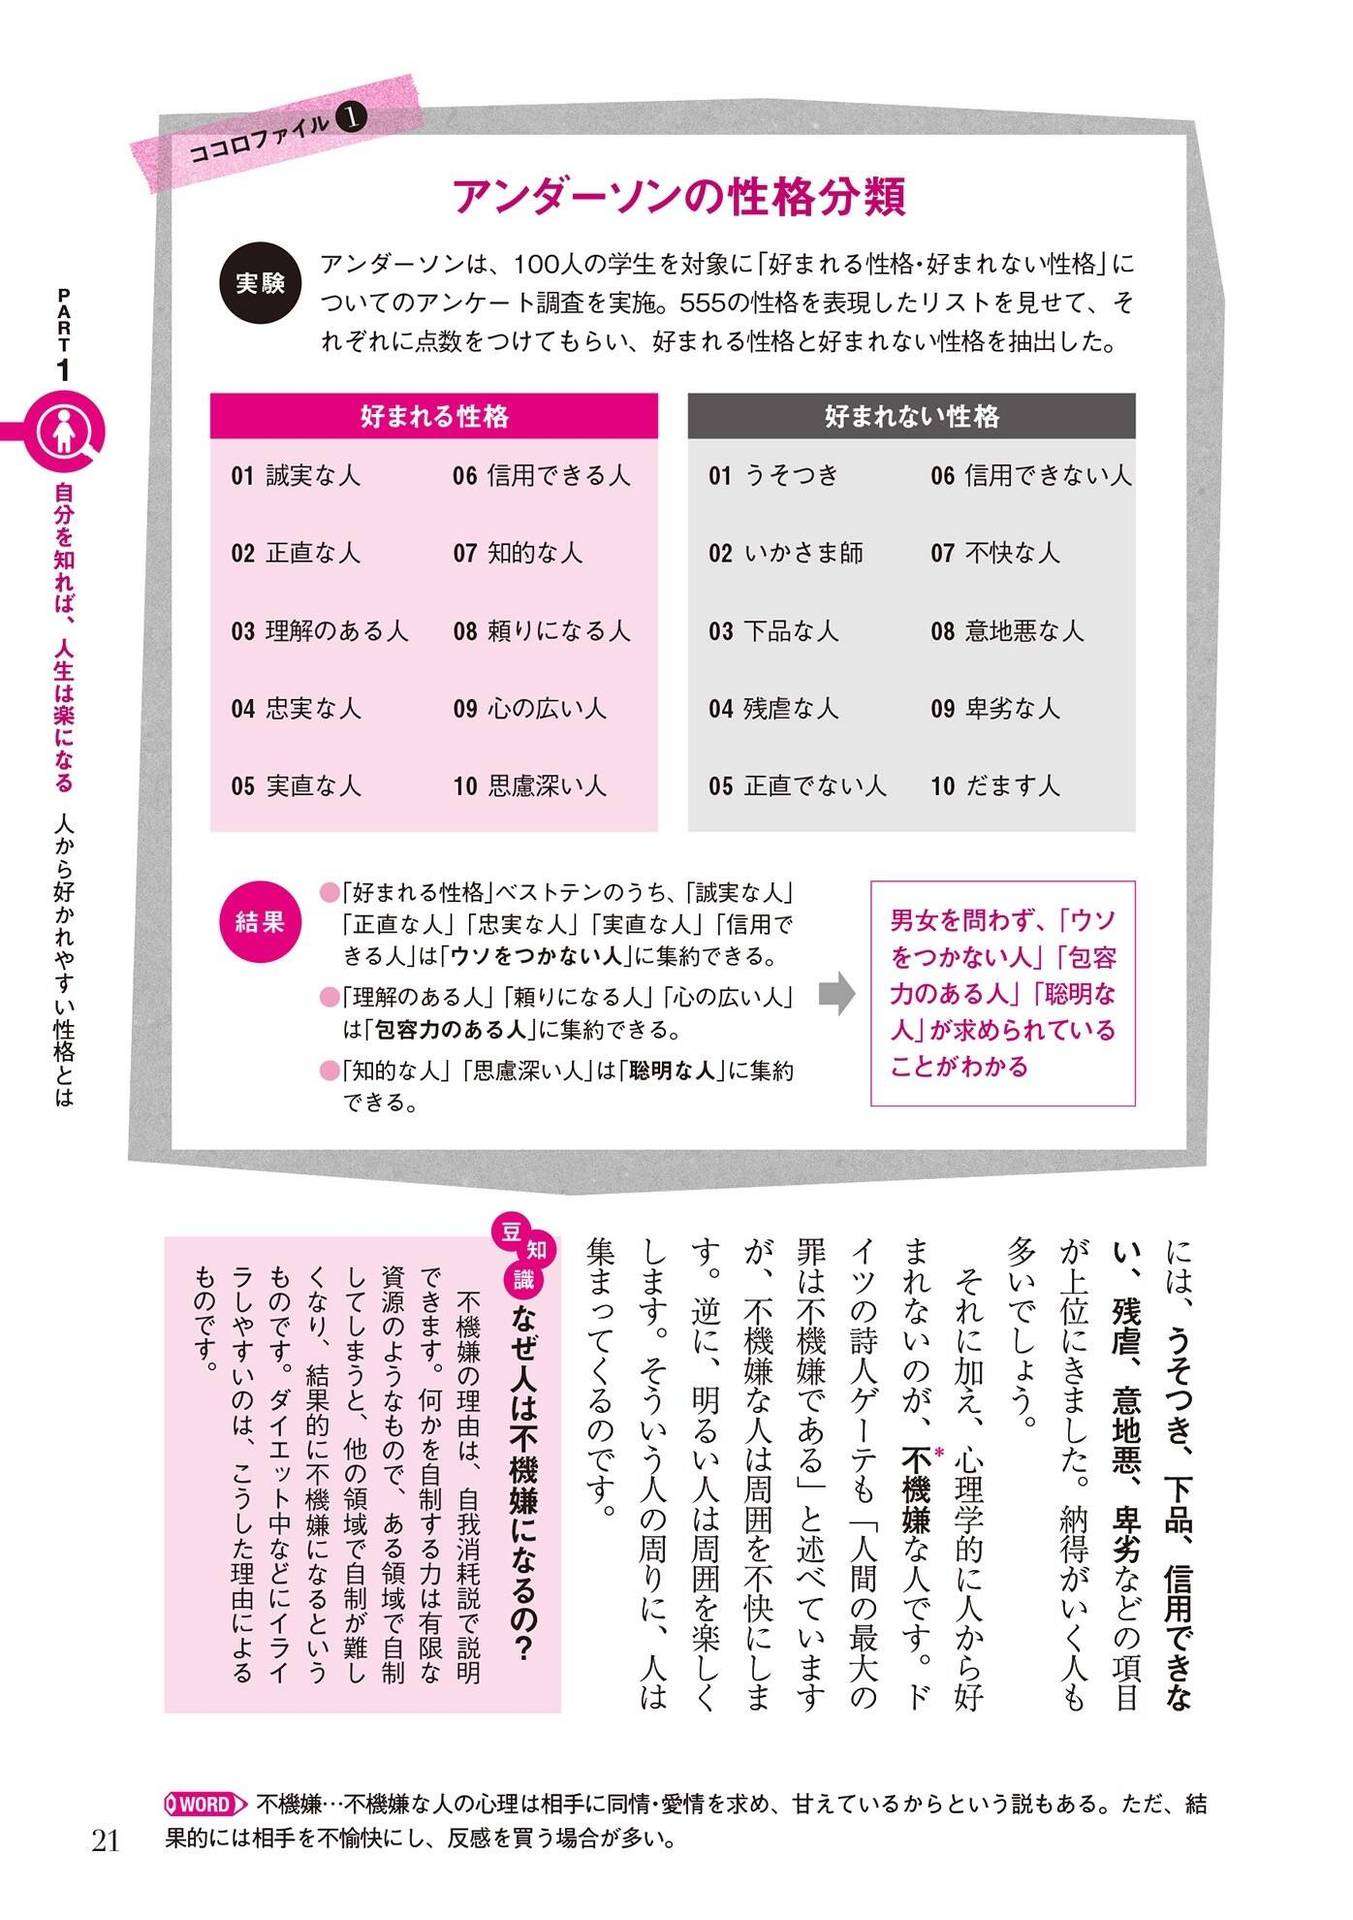 ココロファイル 1
アンダーソンの性格分類
実験
アンダーソンは、100人の学生を対象に「好まれる性格・好まれない性格」に
ついてのアンケート調査を実施。555の性格を表現したリストを見せて、そ
れぞれに点数をつけてもらい、好まれる性格と好まれない性格を抽出した。
好まれる性格
01 誠実な人
02 正直な人
03 理解のある人
04 忠実な人
05 実直な人
06 信用できる人
07 知的な人
08 頼りになる人
09 心の広い人
10 思慮深い人
好まれない性格
01 うそつき
02 いかさま師
03 下品な人
04 残虐な人
05 正直でない人
06 信用できない人
07 不快な人
08 意地悪な人
09 卑劣な人
10 だます人
結果
●「好まれる性格」ベストテンのうち、「誠実な人」
「正直な人」「忠実な人」「実直な人」「信用で
きる人」は「ウソをつかない人」に集約できる。
●「理解のある人」「頼りになる人」「心の広い人」
は「包容力のある人」に集約できる。
●「知的な人」「思慮深い人」は「聡明な人」に集約
できる。
男女を問わず、「ウソ
をつかない人」「包容
力のある人」「聡明な
人」が求められている
ことがわかる
PART 1
自分を知れば、人生は楽になる 人から好かれやすい性格とは
には、うそつき、下品、信用できな
い、残虐、意地悪、卑劣などの項目
が上位にきました。納得がいく人も
多いでしょう。
それに加え、心理学的に人から好
まれないのが、不機嫌*な人です。ド
イツの詩人ゲーテも「人間の最大の
罪は不機嫌である」と述べています
が、不機嫌な人は周囲を不快にしま
す。逆に、明るい人は周囲を楽しく
します。そういう人の周りに、人は
集まってくるのです。
豆知識
なぜ人は不機嫌になるの？
不機嫌の理由は、自我消耗説で説明
できます。何かを自制する力は有限な
資源のようなもので、ある領域で自制
してしまうと、他の領域で自制が難し
くなり、結果的に不機嫌になるという
ものです。ダイエット中などにイライ
ラしやすいのは、こうした理由による
ものです。
WORD 不機嫌…不機嫌な人の心理は相手に同情・愛情を求め、甘えているからという説もある。ただ、結
果的には相手を不愉快にし、反感を買う場合が多い。
21